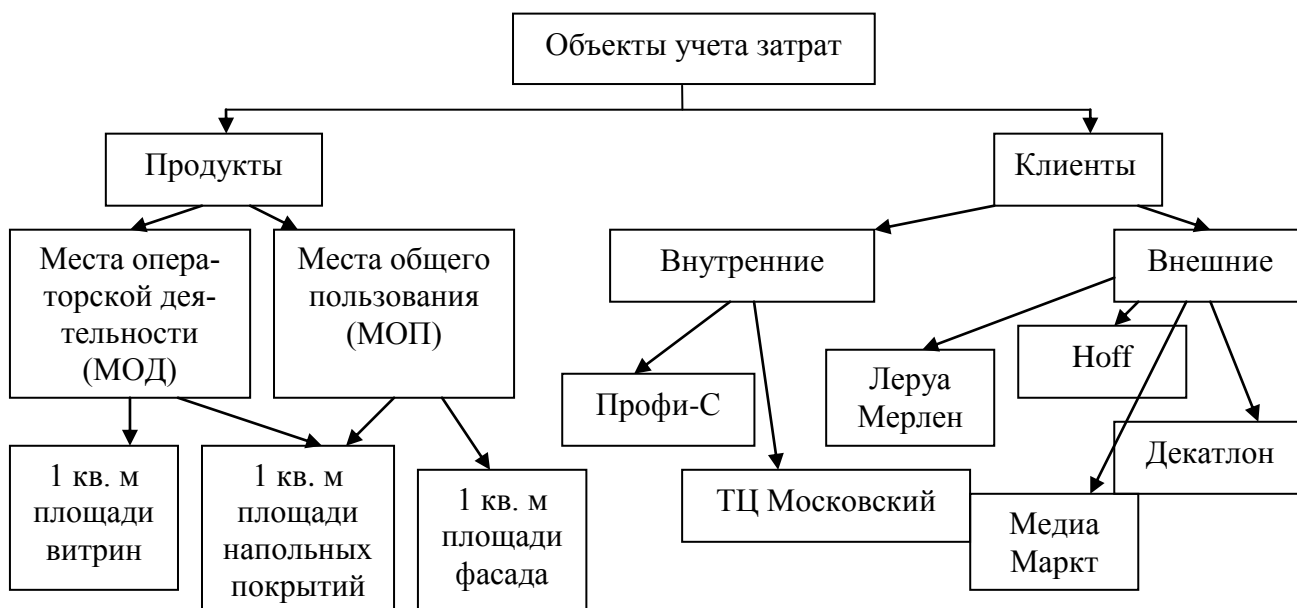 Объекты учета затрат
Продукты
Клиенты
Места опера-
торской дея-
тельности
(МОД)
Места общего
пользования
(МОП)
Внутренние
Внешние
Профи-С
Леруа
Мерлен
Hoff
Декатлон
1 кв. м
площади
витрин
1 кв. м
площади
напольных
покрытий
1 кв. м
площади
фасада
ТЦ Московский
Медиа
Маркт